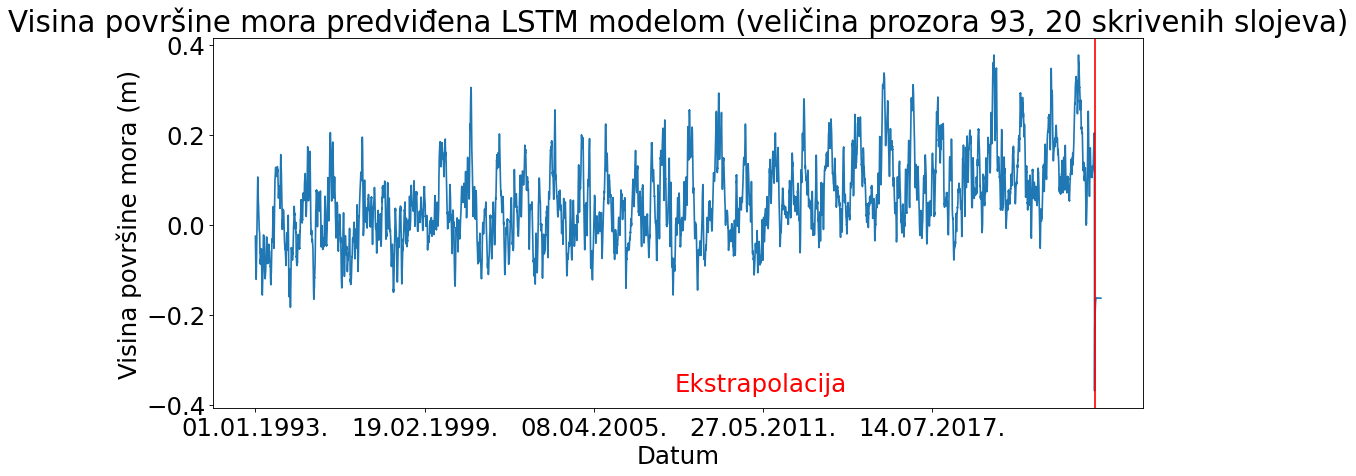 Visina površine mora predviđena LSTM modelom (veličina prozora 93, 20 skrivenih slojeva)
Visina površine mora (m)
0.4
0.2
0.0
−0.2
−0.4
Ekstrapolacija
01.01.1993. 19.02.1999. 08.04.2005. 27.05.2011. 14.07.2017.
Datum